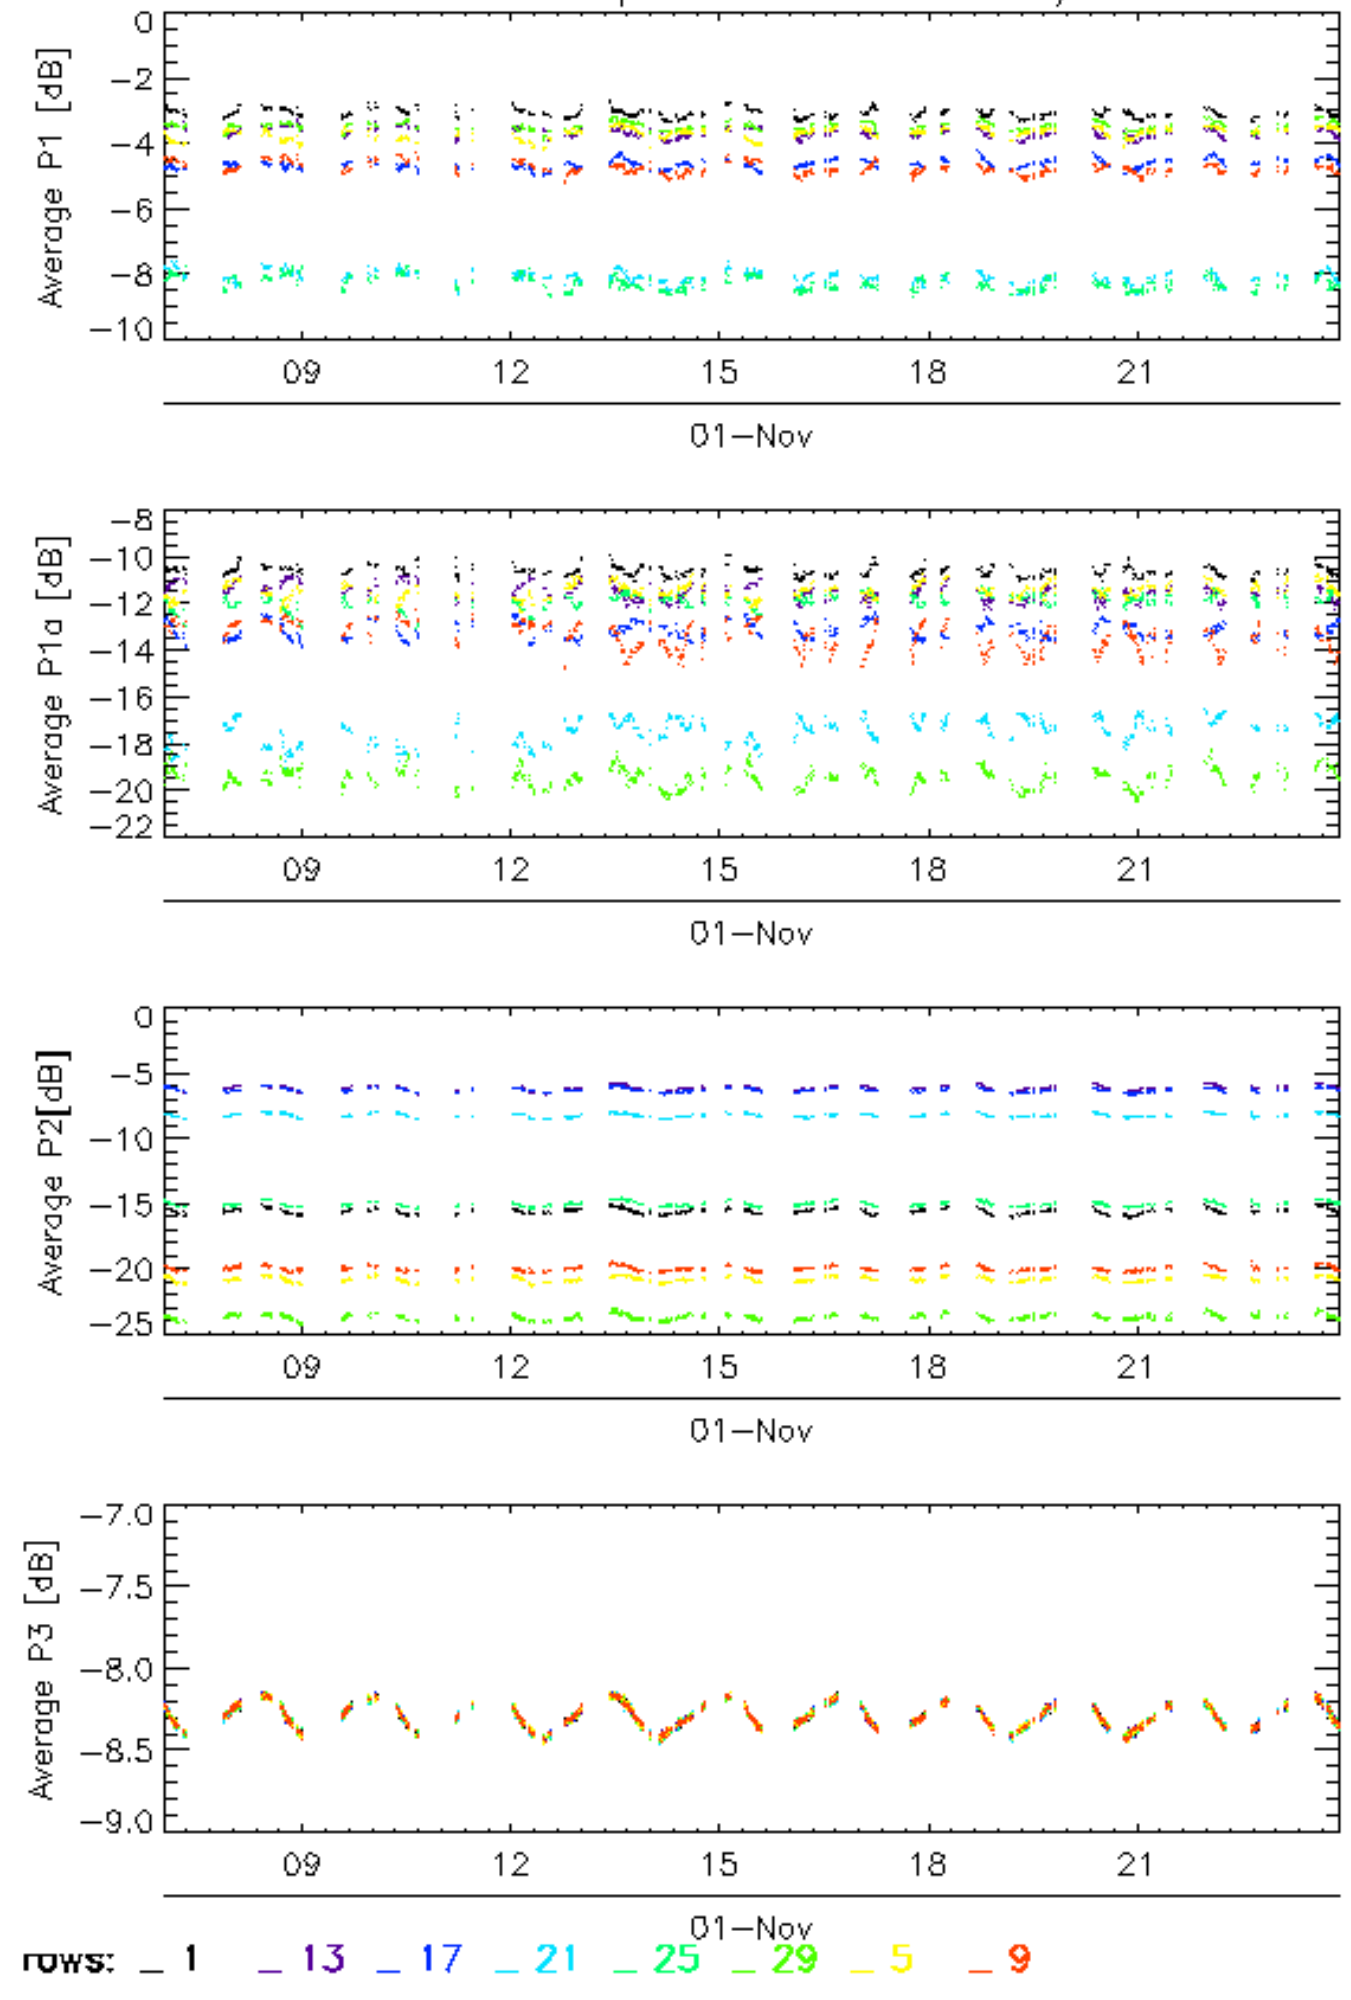 Average P1 [dB]
0
−2
−4
−6
−8
−10
09 12 15 18 21
01−Nov
Average P1a [dB]
−8
−10
−12
−14
−16
−18
−20
−22
09 12 15 18 21
01−Nov
Average P2[dB]
0
−5
−10
−15
−20
−25
09 12 15 18 21
01−Nov
Average P3 [dB]
−7.0
−7.5
−8.0
−8.5
−9.0
09 12 15 18 21
01−Nov
rows: _ 1 _ 13 _ 17 _ 21 _ 25 _ 29 _ 5 _ 9